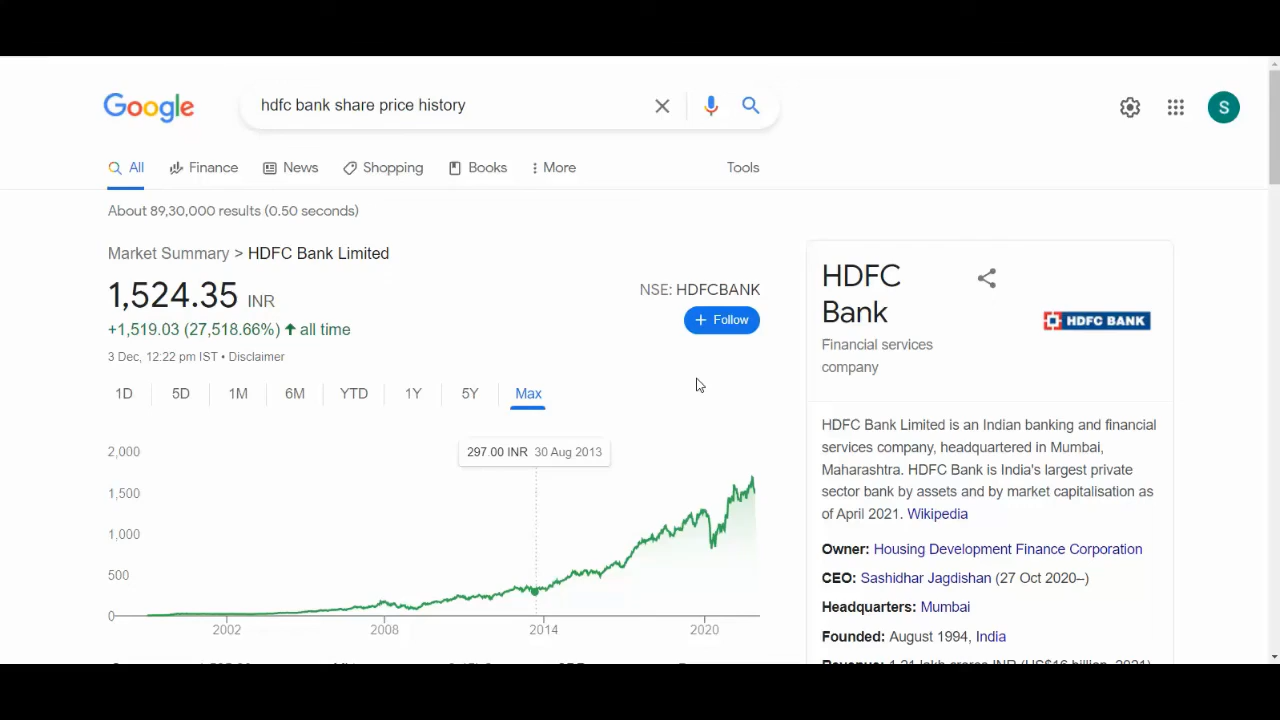 Google
hdfc bank share price history
S
All
Finance
News
Shopping
Books
More
Tools
About 89,30,000 results (0.50 seconds)
Market Summary > HDFC Bank Limited
1,524.35 INR
+1,519.03 (27,518.66%) ↑ all time
3 Dec, 12:22 pm IST • Disclaimer
NSE: HDFCBANK
+ Follow
1D
5D
1M
6M
YTD
1Y
5Y
Max
297.00 INR 30 Aug 2013
2,000
1,500
1,000
500
0
2002
2008
2014
2020
HDFC
Bank
HDFC BANK
Financial services
company
HDFC Bank Limited is an Indian banking and financial
services company, headquartered in Mumbai,
Maharashtra. HDFC Bank is India's largest private
sector bank by assets and by market capitalisation as
of April 2021. Wikipedia
Owner: Housing Development Finance Corporation
CEO: Sashidhar Jagdishan (27 Oct 2020–)
Headquarters: Mumbai
Founded: August 1994, India